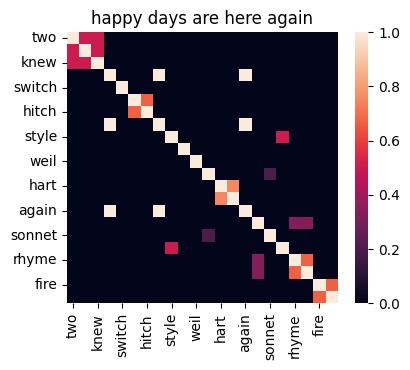 happy days are here again
two
knew
switch
hitch
style
weil
hart
again
sonnet
rhyme
fire
1.0
0.8
0.6
0.4
0.2
0.0
two
knew
switch
hitch
style
weil
hart
again
sonnet
rhyme
fire